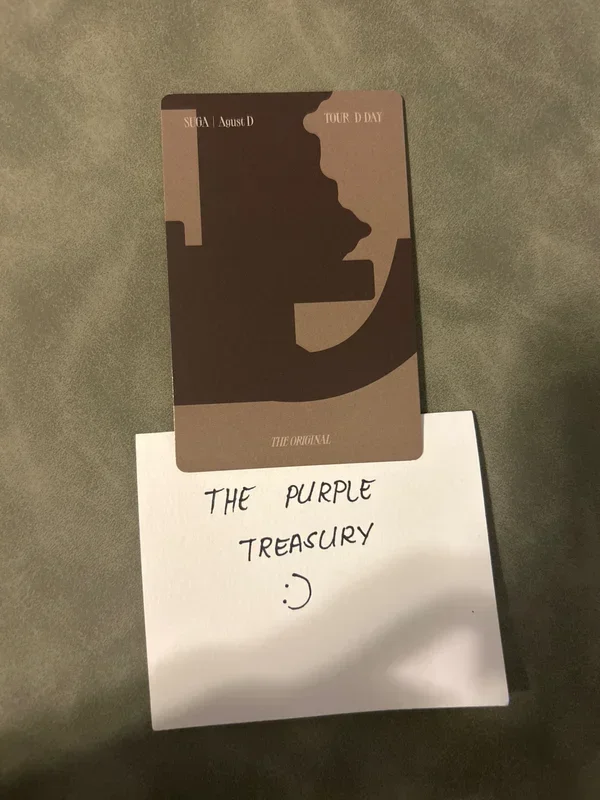 SUGA | Agust D
TOUR D DAY
THE ORIGINAL
THE PURPLE
TREASURY
:)